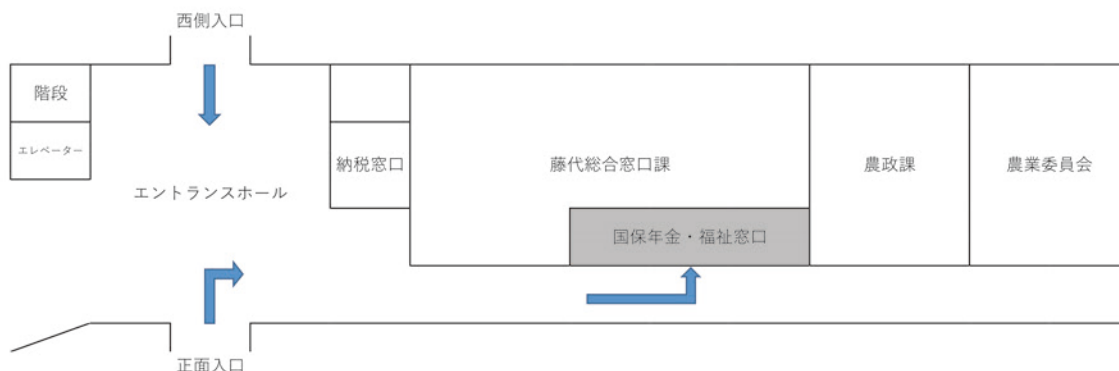 西側入口
階段
エレベーター
エントランスホール
納税窓口
藤代総合窓口課
農政課
農業委員会
国保年金・福祉窓口
正面入口